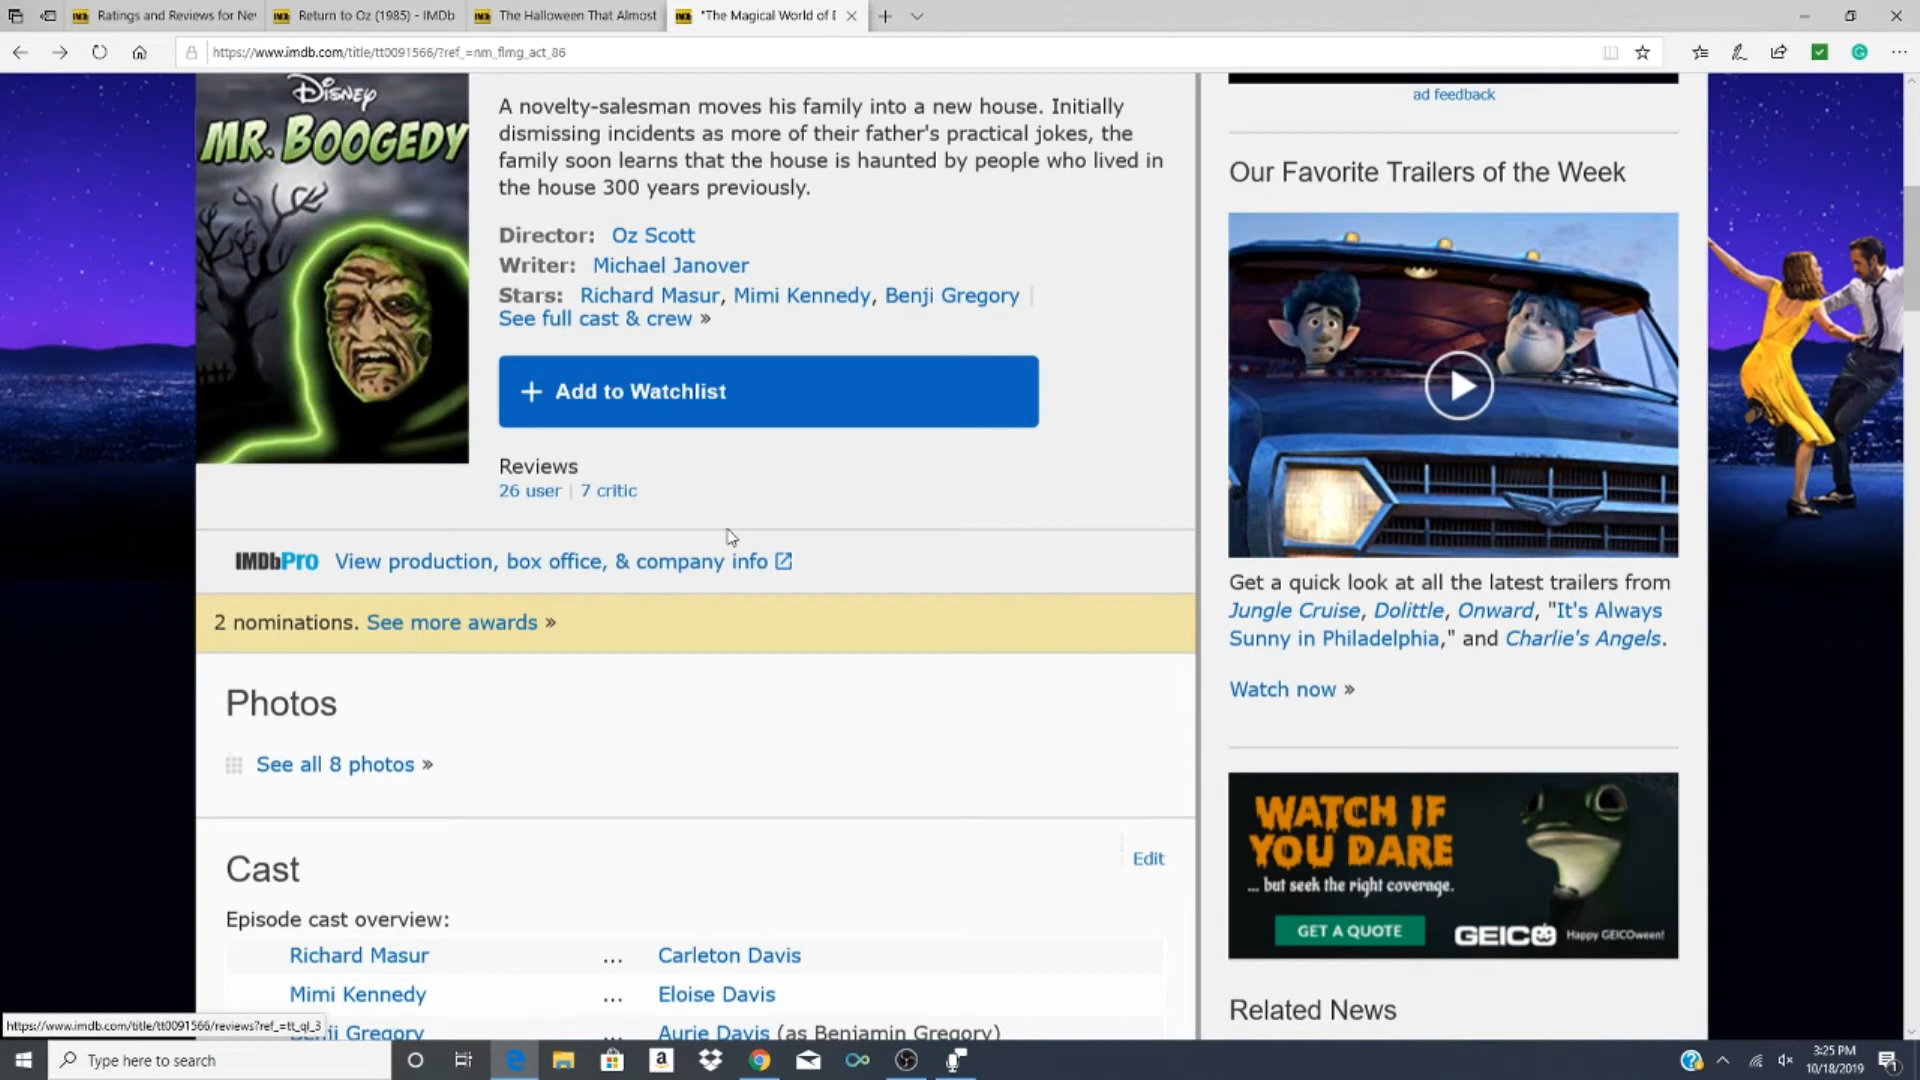 Ratings and Reviews for Ne
Return to Oz (1985) - IMDb
The Halloween That Almost
"The Magical World of D
https://www.imdb.com/title/tt0091566/?ref_=nm_flmg_act_86
Disney
MR. BOOGEDY
A novelty-salesman moves his family into a new house. Initially
dismissing incidents as more of their father's practical jokes, the
family soon learns that the house is haunted by people who lived in
the house 300 years previously.
Director: Oz Scott
Writer: Michael Janover
Stars: Richard Masur, Mimi Kennedy, Benji Gregory |
See full cast & crew »
+ Add to Watchlist
Reviews
26 user | 7 critic
IMDbPro View production, box office, & company info
2 nominations. See more awards »
Photos
See all 8 photos »
Cast
Edit
Episode cast overview:
Richard Masur ... Carleton Davis
Mimi Kennedy ... Eloise Davis
Gregory ... Aurie Davis (as Benjamin Gregory)
https://www.imdb.com/title/tt0091566/reviews?ref_=tt_ql_3
ad feedback
Our Favorite Trailers of the Week
Get a quick look at all the latest trailers from
Jungle Cruise, Dolittle, Onward, "It's Always
Sunny in Philadelphia," and Charlie's Angels.
Watch now »
WATCH IF
YOU DARE
... but seek the right coverage.
GET A QUOTE
GEICO Happy GEICOween!
Related News
Type here to search
3:25 PM
10/18/2019